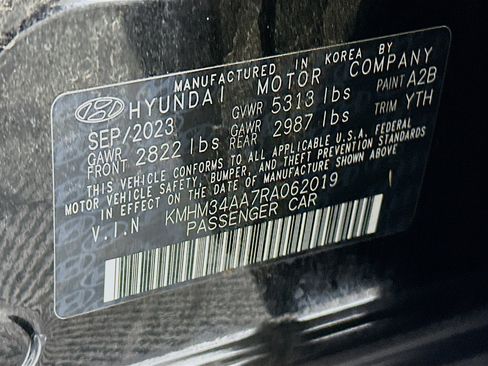 MANUFACTURED IN KOREA BY
HYUNDAI MOTOR COMPANY
SEP/2023 GVWR 5313 lbs PAINT A2B
GAWR FRONT 2822 lbs GAWR REAR 2987 lbs TRIM YTH
THIS VEHICLE CONFORMS TO ALL APPLICABLE U.S.A. FEDERAL
MOTOR VEHICLE SAFETY, BUMPER, AND THEFT PREVENTION STANDARDS
IN EFFECT ON THE DATE OF MANUFACTURE SHOWN ABOVE
V.I.N KMHM34AA7RA062019
PASSENGER CAR